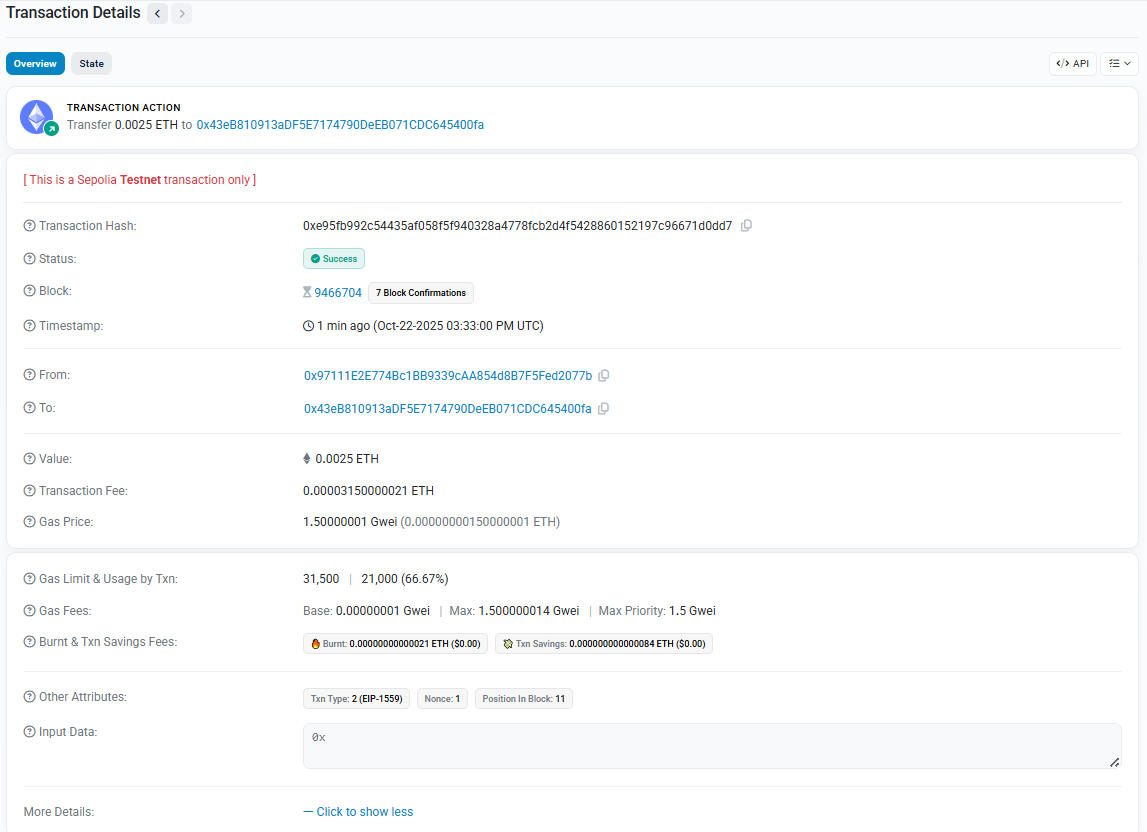 Transaction Details
Overview State API
TRANSACTION ACTION
Transfer 0.0025 ETH to 0x43eB810913aDF5E7174790DeEB071CDC645400fa
[ This is a Sepolia Testnet transaction only ]
Transaction Hash: 0xe95fb992c54435af058f5f940328a4778fcb2d4f5428860152197c96671d0dd7
Status: Success
Block: 9466704 7 Block Confirmations
Timestamp: 1 min ago (Oct-22-2025 03:33:00 PM UTC)
From: 0x97111E2E774Bc1BB9339cAA854d8B7F5Fed2077b
To: 0x43eB810913aDF5E7174790DeEB071CDC645400fa
Value: 0.0025 ETH
Transaction Fee: 0.00003150000021 ETH
Gas Price: 1.50000001 Gwei (0.00000000150000001 ETH)
Gas Limit & Usage by Txn: 31,500 | 21,000 (66.67%)
Gas Fees: Base: 0.00000001 Gwei | Max: 1.500000014 Gwei | Max Priority: 1.5 Gwei
Burnt & Txn Savings Fees: Burnt: 0.00000000000021 ETH ($0.00) Txn Savings: 0.000000000000084 ETH ($0.00)
Other Attributes: Txn Type: 2 (EIP-1559) Nonce: 1 Position In Block: 11
Input Data: 0x
More Details: — Click to show less